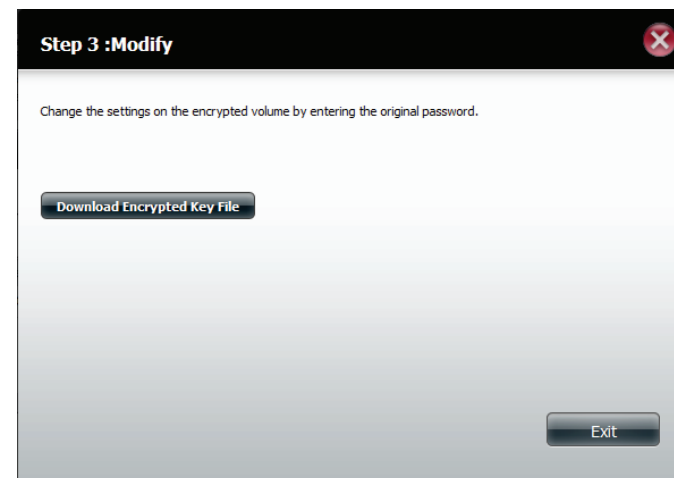 Step 3 :Modify
Change the settings on the encrypted volume by entering the original password.
Download Encrypted Key File
Exit